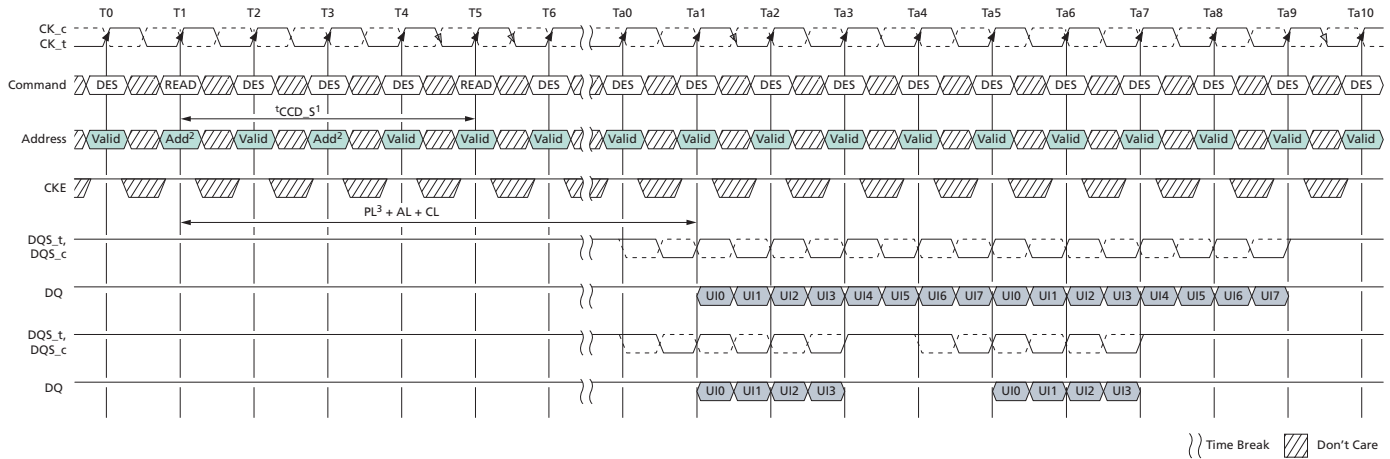 T0 T1 T2 T3 T4 T5 T6 Ta0 Ta1 Ta2 Ta3 Ta4 Ta5 Ta6 Ta7 Ta8 Ta9 Ta10
CK_c
CK_t
Command DES READ DES DES DES READ DES DES DES DES DES DES DES DES DES DES DES DES
tCCD_S1
Address Valid Add2 Valid Add2 Valid Valid Valid Valid Valid Valid Valid Valid Valid Valid Valid Valid Valid Valid
CKE
PL3 + AL + CL
DQS_t,
DQS_c
DQ UI0 UI1 UI2 UI3 UI4 UI5 UI6 UI7 UI0 UI1 UI2 UI3 UI4 UI5 UI6 UI7
DQS_t,
DQS_c
DQ UI0 UI1 UI2 UI3 UI0 UI1 UI2 UI3
Time Break Don't Care